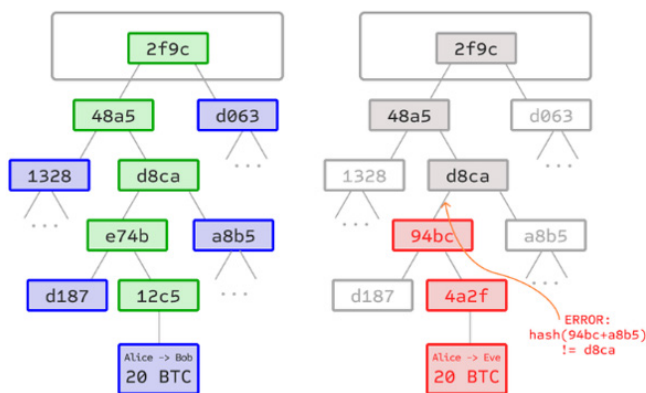 2f9c
48a5
d063
1328
d8ca
...
...
e74b
a8b5
d187
12c5
...
Alice -> Bob
20 BTC
2f9c
48a5
d063
1328
d8ca
...
...
94bc
a8b5
d187
4a2f
...
Alice -> Eve
20 BTC
ERROR:
hash(94bc+a8b5)
!= d8ca